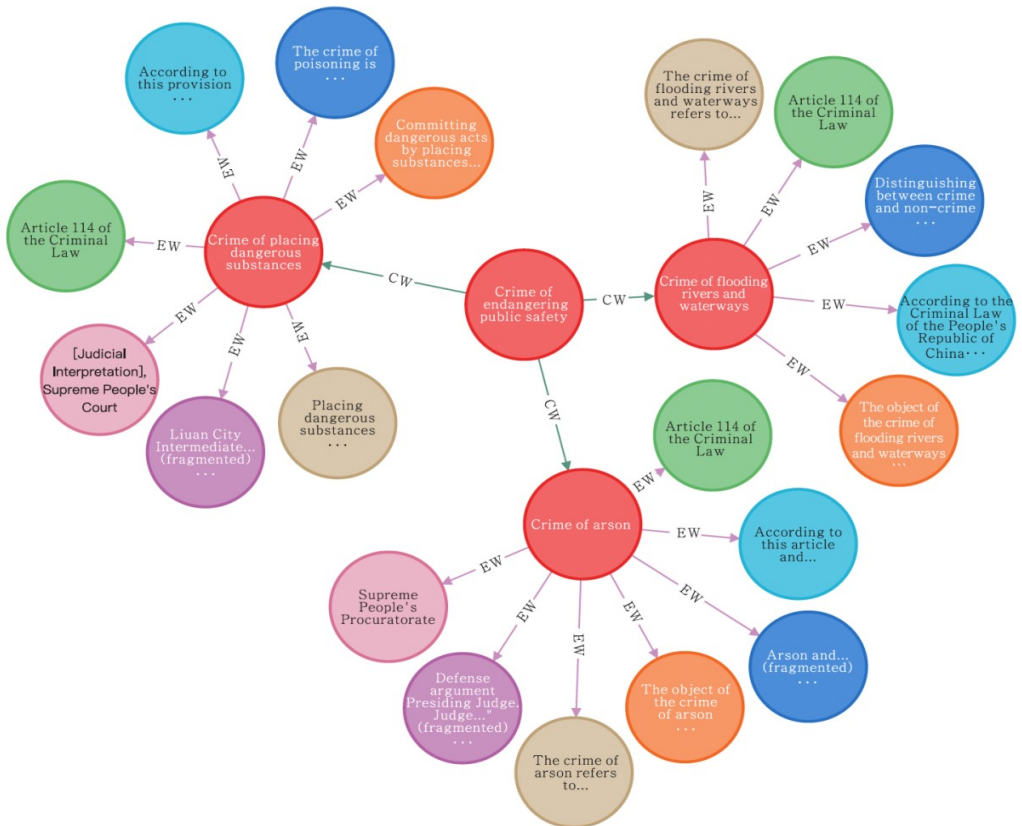 According to
this provision
...
The crime of
poisoning is
...
Committing
dangerous acts
by placing
substances...
Article 114 of
the Criminal
Law
Crime of placing
dangerous
substances
[Judicial
Interpretation],
Supreme People's
Court
Liuan City
Intermediate...
(fragmented)
...
Placing
dangerous
substances
...
EW
EW
EW
EW
EW
EW
EW
CW
Crime of
endangering
public safety
CW
CW
The crime of
flooding rivers
and waterways
refers to...
Article 114 of
the Criminal
Law
Distinguishing
between crime
and non-crime
...
Crime of flooding
rivers and
waterways
According to the
Criminal Law
of the People's
Republic of
China...
The object of
the crime of
flooding rivers
and waterways
...
EW
EW
EW
EW
EW
Article 114 of
the Criminal
Law
Crime of arson
According to
this article
and...
Supreme
People's
Procuratorate
Arson and...
(fragmented)
...
Defense
argument
Presiding Judge.
Judge..."
(fragmented)
...
The object of
the crime
of arson
...
The crime of
arson refers
to...
EW
EW
EW
EW
EW
EW
EW